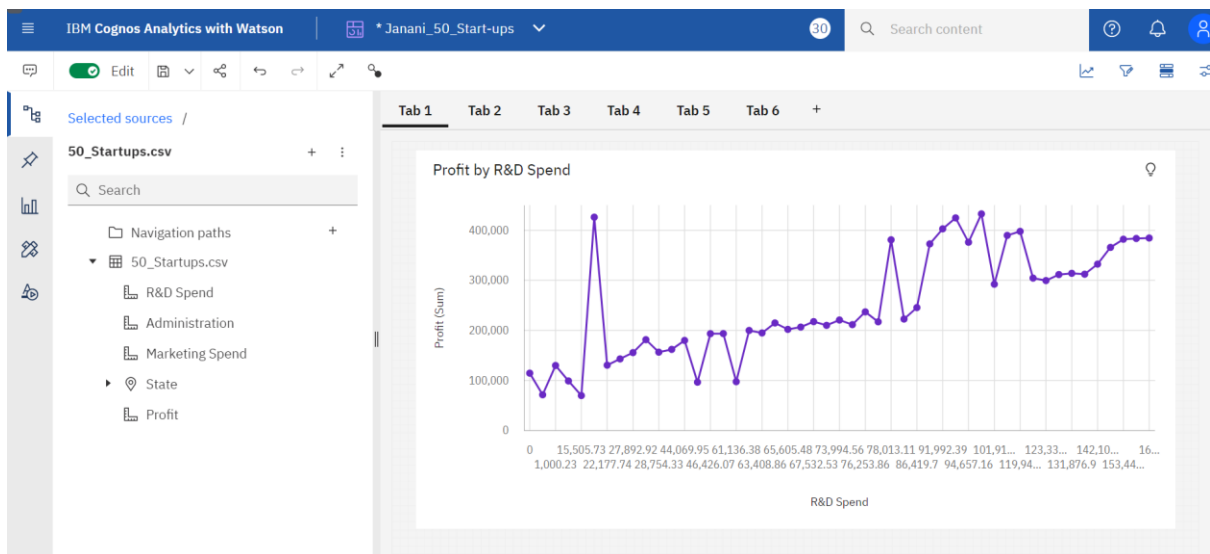 IBM Cognos Analytics with Watson
* Janani_50_Start-ups
30
Search content
Edit
Selected sources /
50_Startups.csv
Search
Navigation paths
50_Startups.csv
R&D Spend
Administration
Marketing Spend
State
Profit
Tab 1 Tab 2 Tab 3 Tab 4 Tab 5 Tab 6 +
Profit by R&D Spend
400,000
300,000
200,000
100,000
0
Profit (Sum)
0 15,505.73 27,892.92 44,069.95 61,136.38 65,605.48 73,994.56 78,013.11 91,992.39 101,91... 123,33... 142,10... 16...
1,000.23 22,177.74 28,754.33 46,426.07 63,408.86 67,532.53 76,253.86 86,419.7 94,657.16 119,94... 131,876.9 153,44...
R&D Spend